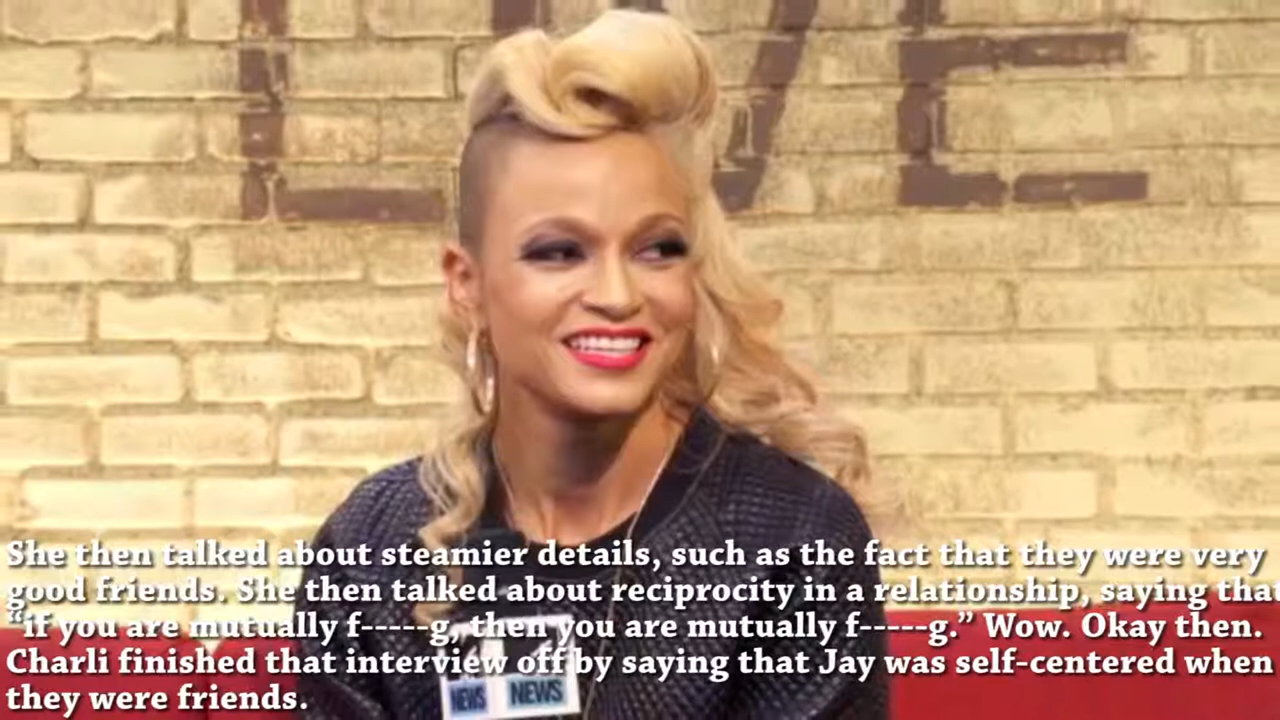 L VE
She then talked about steamier details, such as the fact that they were very
good friends. She then talked about reciprocity in a relationship, saying that
“if you are mutually f-----g, then you are mutually f-----g.” Wow. Okay then.
Charli finished that interview off by saying that Jay was self-centered when
they were friends.
NEWS NEWS